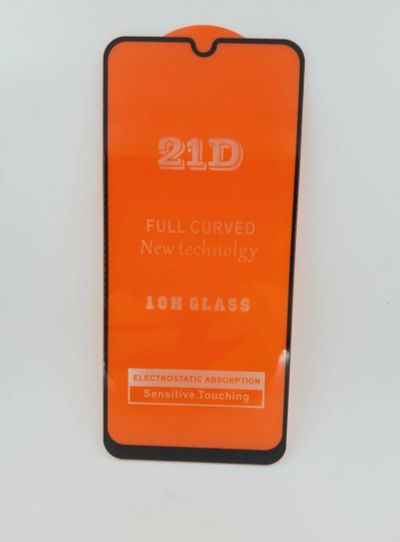 21D
FULL CURVED
New technolgy
10H GLASS
ELECTROSTATIC ABSORPTION
Sensitive.Touching